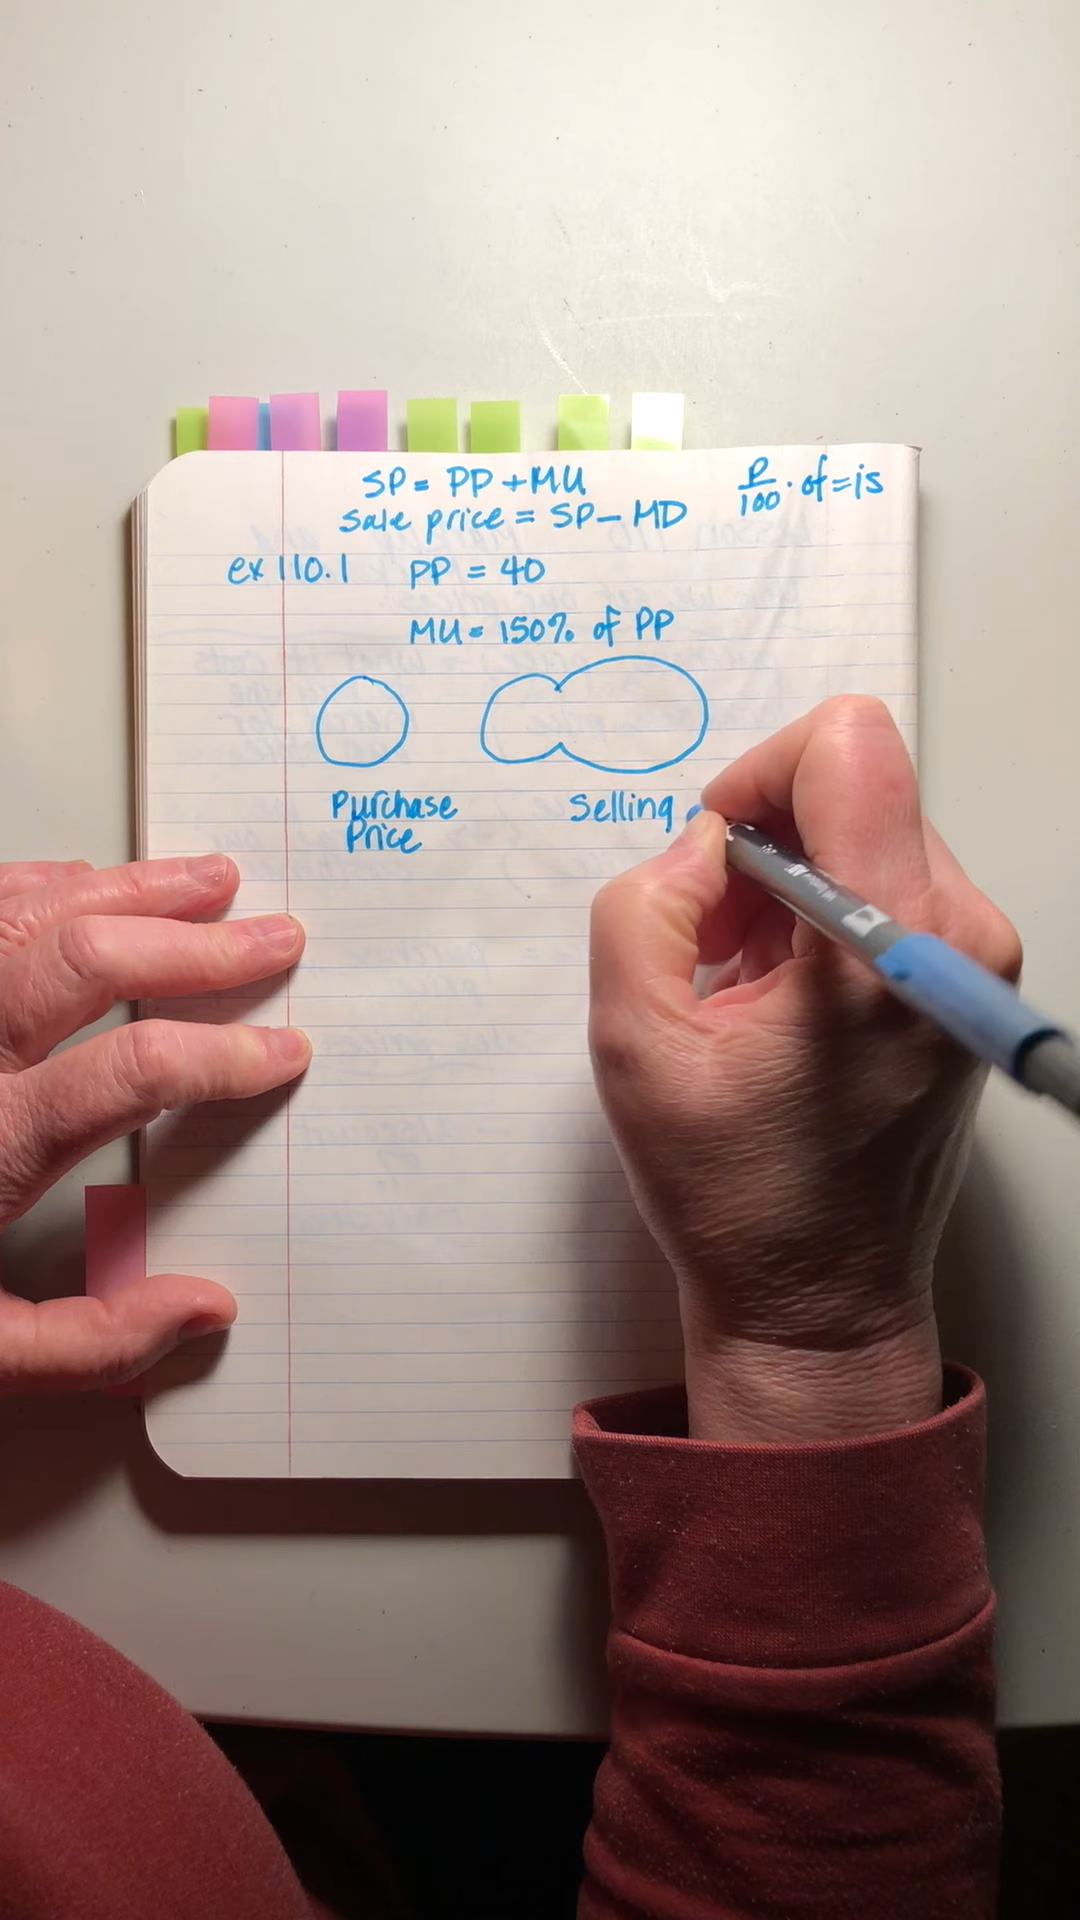 SP = PP + MU
P/100 · of = is
Sale price = SP - MD
ex 110.1 PP = 40
MU = 150% of PP
Purchase Price
Selling